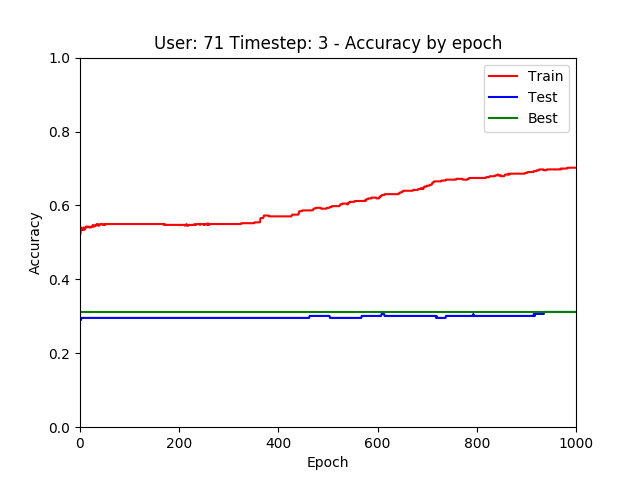 User: 71 Timestep: 3 - Accuracy by epoch
1.0
0.8
0.6
0.4
0.2
0.0
Accuracy
Train
Test
Best
0 200 400 600 800 1000
Epoch